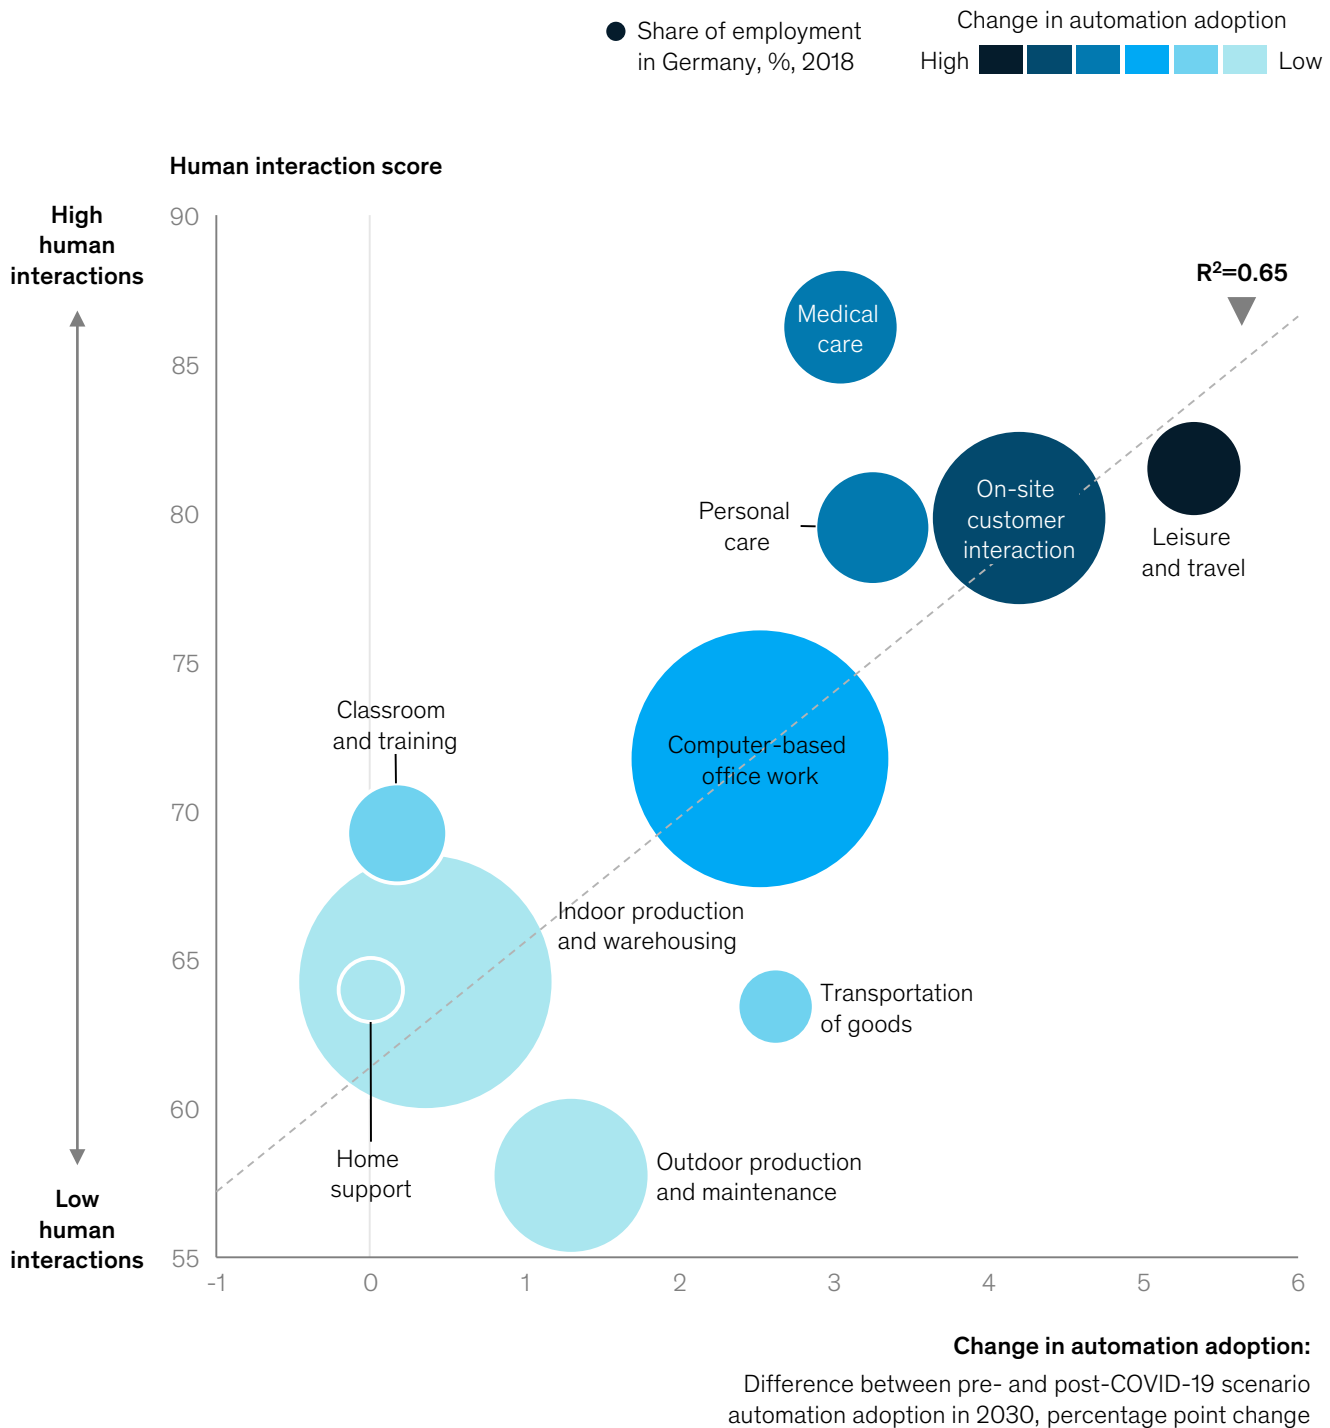 Share of employment
in Germany, %, 2018
Change in automation adoption
High
Low
Human interaction score
High
human
interactions
Low
human
interactions
90
85
80
75
70
65
60
55
R²=0.65
Medical
care
Personal
care
On-site
customer
interaction
Leisure
and travel
Computer-based
office work
Classroom
and training
Indoor production
and warehousing
Transportation
of goods
Home
support
Outdoor production
and maintenance
-1
0
1
2
3
4
5
6
Change in automation adoption:
Difference between pre- and post-COVID-19 scenario
automation adoption in 2030, percentage point change